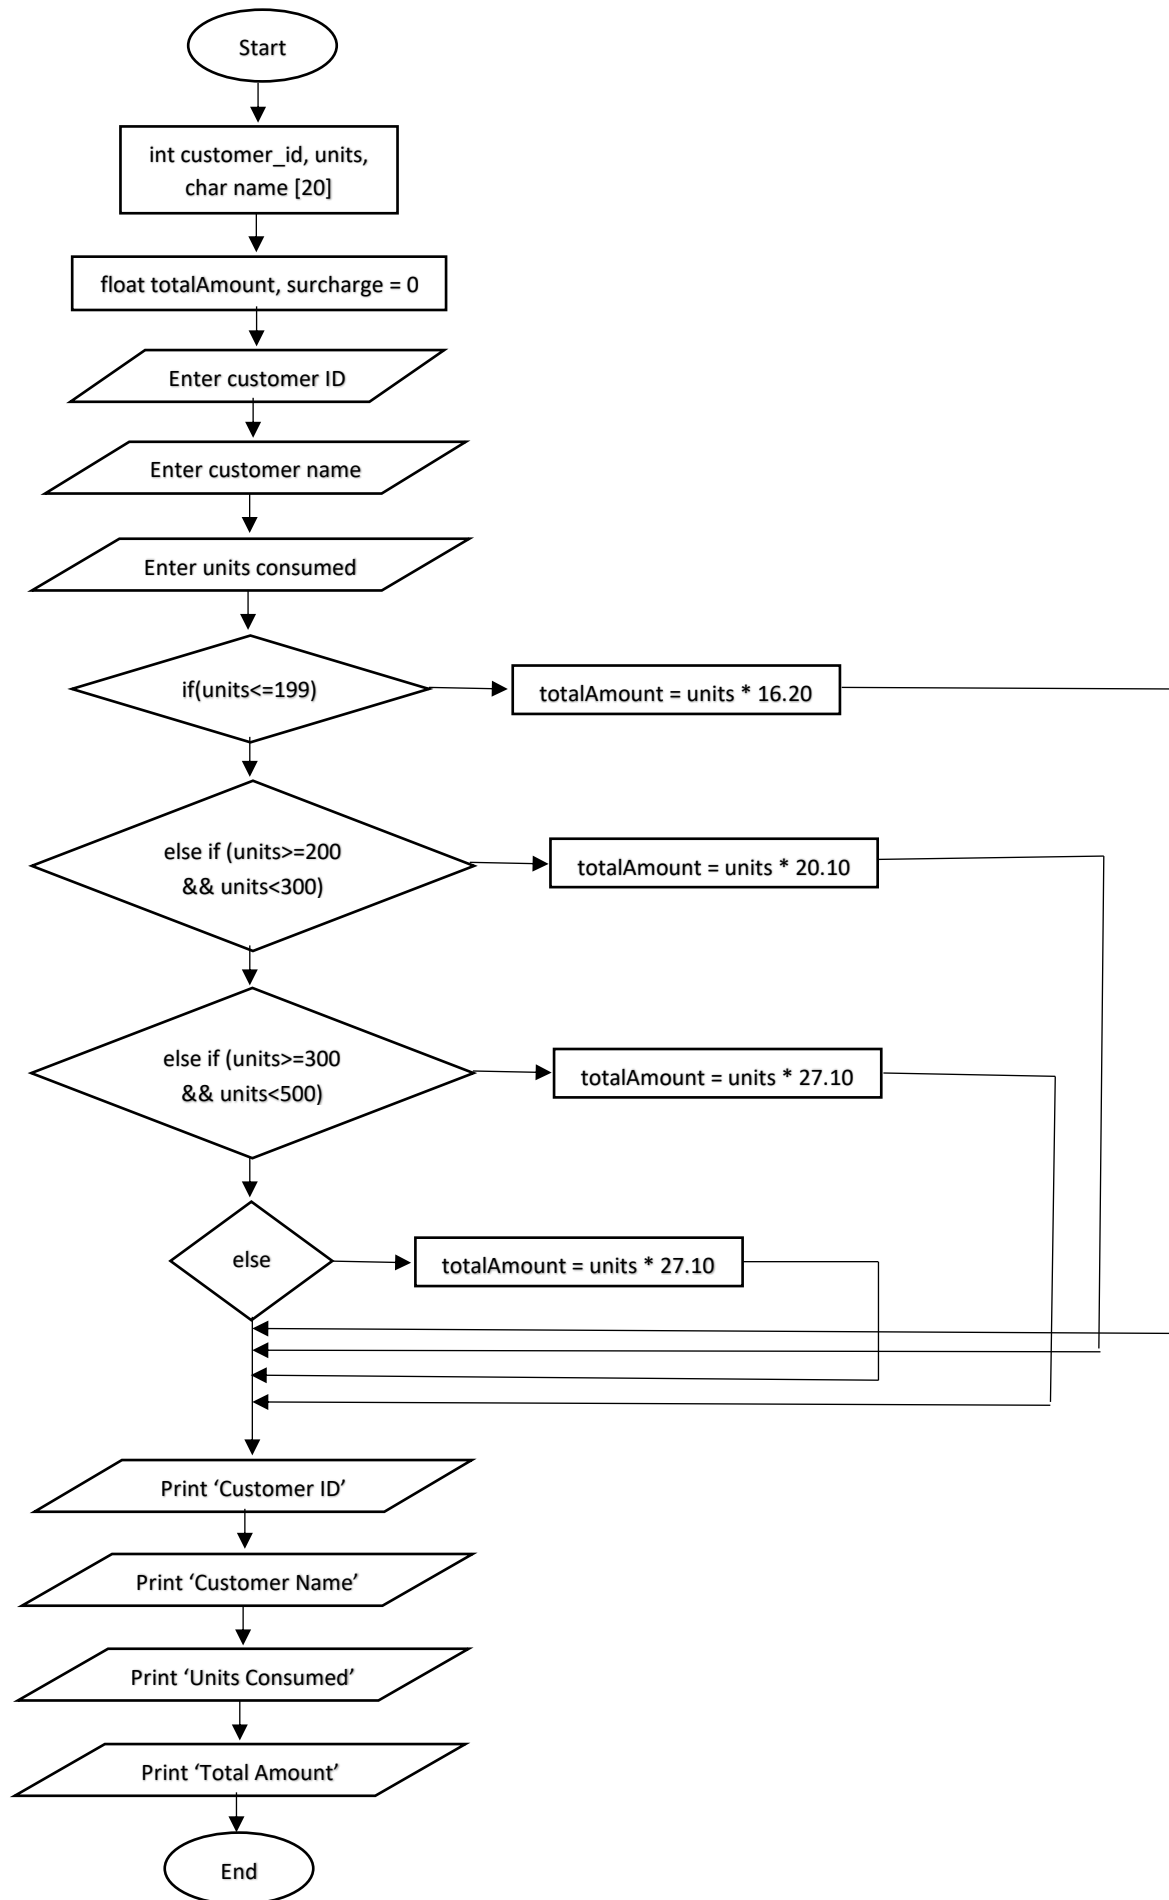 Start
int customer_id, units,
char name [20]
float totalAmount, surcharge = 0
Enter customer ID
Enter customer name
Enter units consumed
if(units<=199)
totalAmount = units * 16.20
else if (units>=200
&& units<300)
totalAmount = units * 20.10
else if (units>=300
&& units<500)
totalAmount = units * 27.10
else
totalAmount = units * 27.10
Print ‘Customer ID’
Print ‘Customer Name’
Print ‘Units Consumed’
Print ‘Total Amount’
End